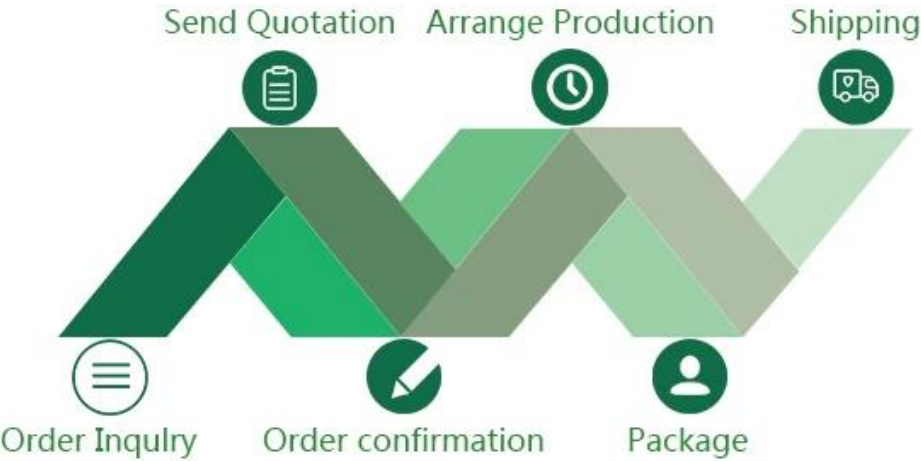 Send Quotation
Arrange Production
Shipping
Order Inqulry
Order confirmation
Package